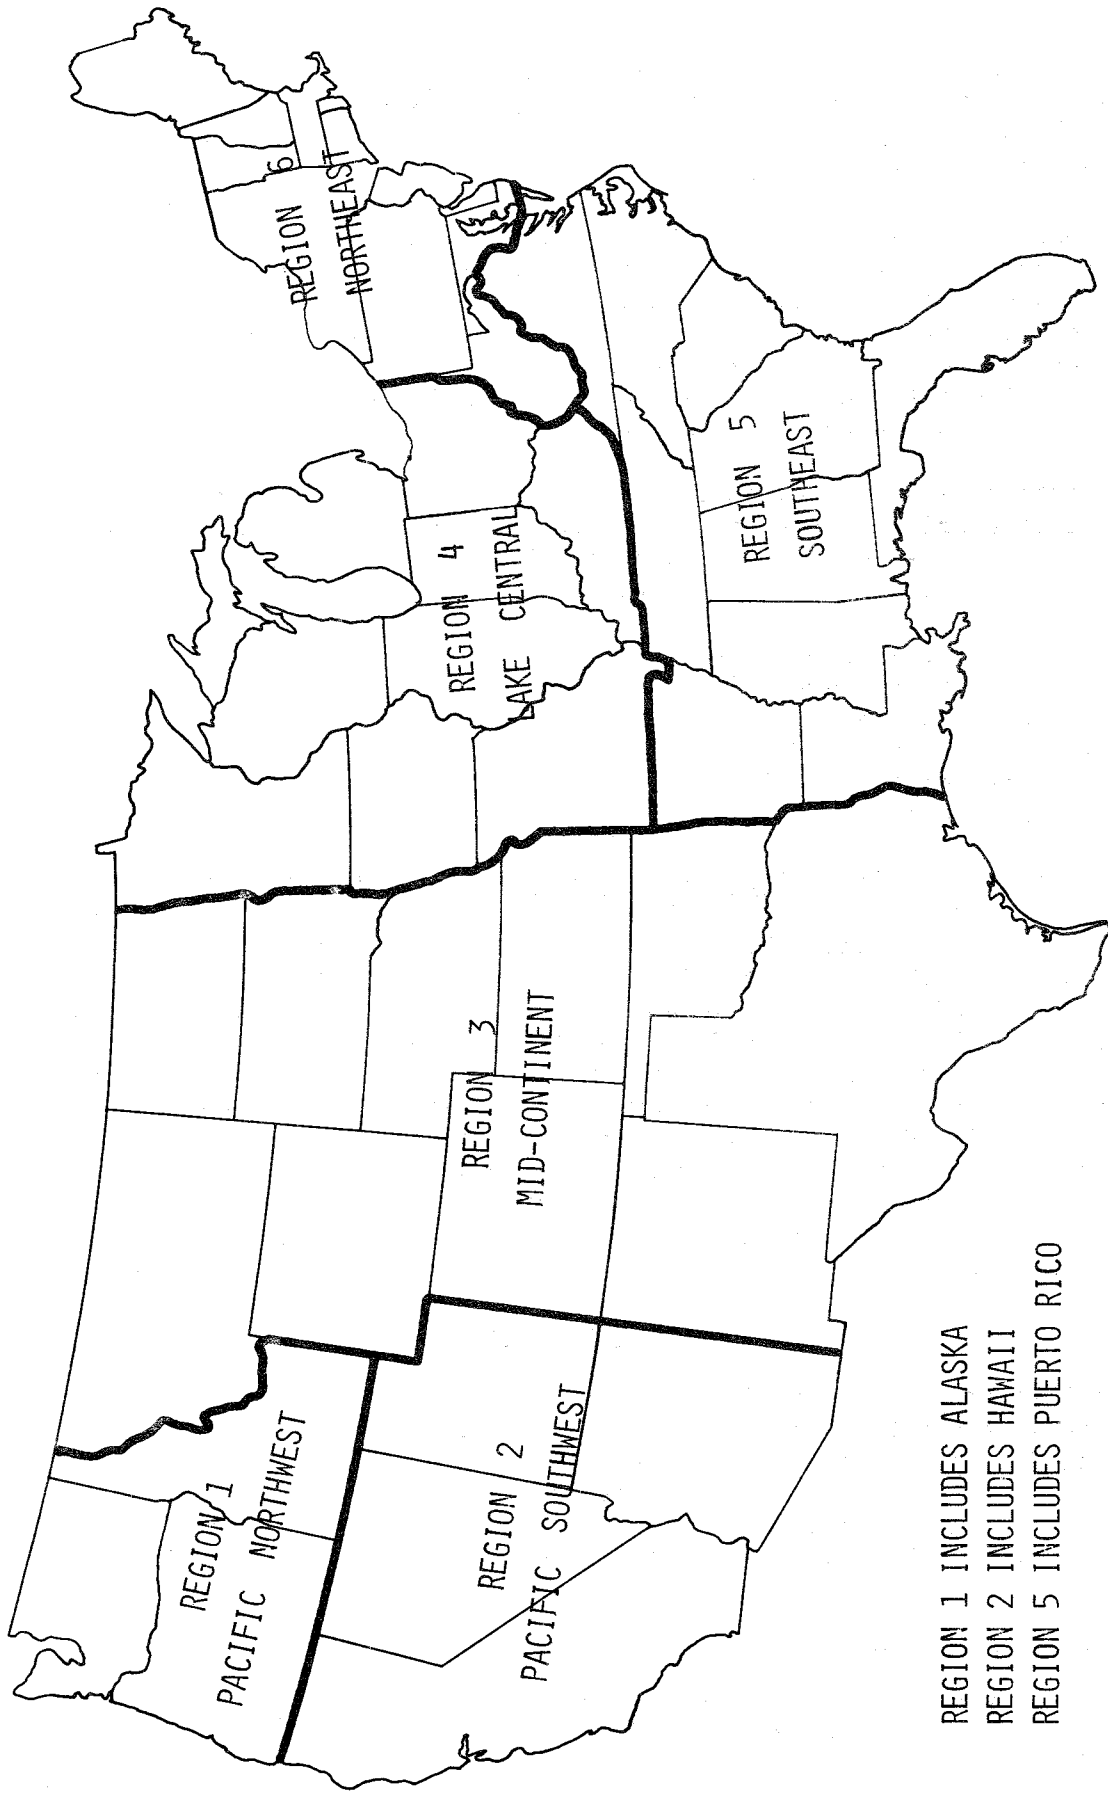 REGION 1
PACIFIC NORTHWEST
REGION 2
PACIFIC SOUTHWEST
REGION 3
MID-CONTINENT
REGION 4
LAKE CENTRAL
REGION 5
SOUTHEAST
REGION 6
NORTHEAST
REGION 1 INCLUDES ALASKA
REGION 2 INCLUDES HAWAII
REGION 5 INCLUDES PUERTO RICO